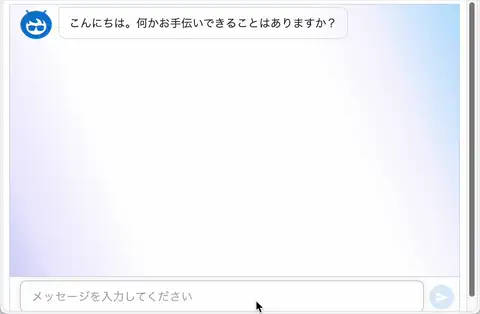 こんにちは。何かお手伝いできることはありますか？
メッセージを入力してください